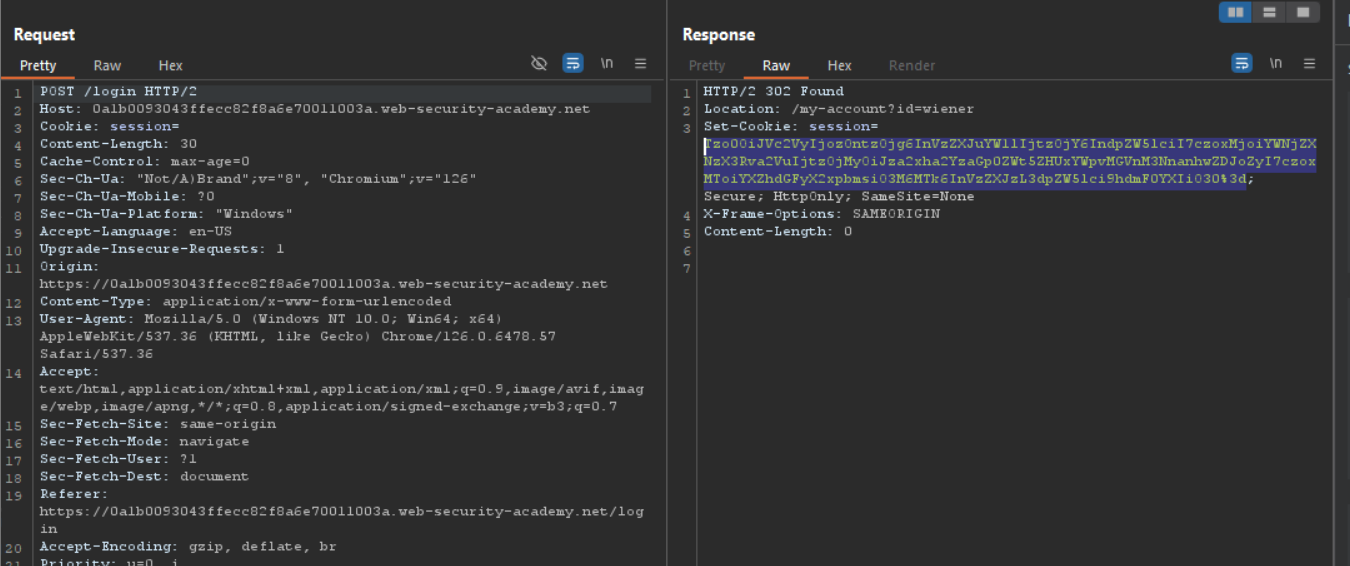 Request
Pretty Raw Hex
\n
1 POST /login HTTP/2
2 Host: 0a1b0093043ffecc82f8a6e70011003a.web-security-academy.net
3 Cookie: session=
4 Content-Length: 30
5 Cache-Control: max-age=0
6 Sec-Ch-Ua: "Not/A)Brand";v="8", "Chromium";v="126"
7 Sec-Ch-Ua-Mobile: ?0
8 Sec-Ch-Ua-Platform: "Windows"
9 Accept-Language: en-US
10 Upgrade-Insecure-Requests: 1
11 Origin:
https://0a1b0093043ffecc82f8a6e70011003a.web-security-academy.net
12 Content-Type: application/x-www-form-urlencoded
13 User-Agent: Mozilla/5.0 (Windows NT 10.0; Win64; x64)
AppleWebKit/537.36 (KHTML, like Gecko) Chrome/126.0.6478.57
Safari/537.36
14 Accept:
text/html,application/xhtml+xml,application/xml;q=0.9,image/avif,imag
e/webp,image/apng,*/*;q=0.8,application/signed-exchange;v=b3;q=0.7
15 Sec-Fetch-Site: same-origin
16 Sec-Fetch-Mode: navigate
17 Sec-Fetch-User: ?1
18 Sec-Fetch-Dest: document
19 Referer:
https://0a1b0093043ffecc82f8a6e70011003a.web-security-academy.net/log
in
20 Accept-Encoding: gzip, deflate, br
21 Priority: u=0, i
Response
Pretty Raw Hex Render
\n
1 HTTP/2 302 Found
2 Location: /my-account?id=wiener
3 Set-Cookie: session=
Tzo0OiJVc2VyIjozOntzOjg6InVzZXJuYW1lIjtzOjY6IndpZW5lciI7czoxMjoiYWNjZX
NzX3Rva2VuIjtzOjMyOiJza2xha2YzaGp0ZWt5ZHUxYWpvMGVnM3NnanhwZDJoZyI7czox
MToiYXZhdGFyX2xpbmsiO3M6MTk6InVzZXJzL3dpZW5lci9hdmF0YXIiO30%3d;
Secure; HttpOnly; SameSite=None
4 X-Frame-Options: SAMEORIGIN
5 Content-Length: 0
6
7